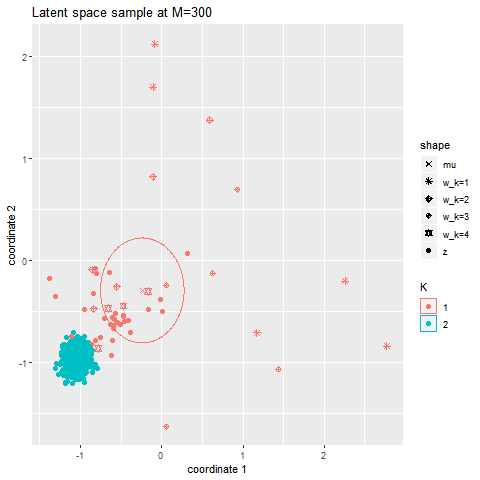 Latent space sample at M=300
coordinate 2
2
1
0
-1
-1
0
1
2
coordinate 1
shape
mu
w_k=1
w_k=2
w_k=3
w_k=4
z
K
1
2